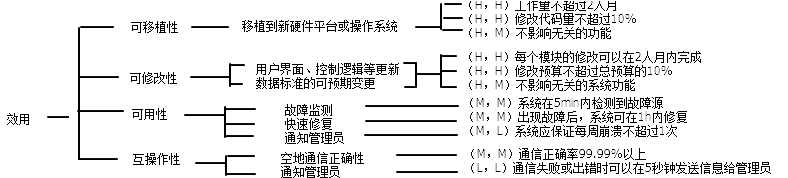 （H，H）工作量不超过2人月
可移植性 移植到新硬件平台或操作系统 （H，H）修改代码量不超过10%
（H，M）不影响无关的功能
（H，H）每个模块的修改可以在2人月内完成
可修改性 用户界面、控制逻辑等更新 （H，H）修改预算不超过总预算的10%
数据标准的可预期变更 （H，M）不影响无关的系统功能
可用性 故障监测 （M，M）系统在5min内检测到故障源
效用 快速修复 （M，M）出现故障后，系统可在1h内修复
通知管理员 （M，L）系统应保证每周崩溃不超过1次
互操作性 空地通信正确性 （M，M）通信正确率99.99%以上
通知管理员 （L，L）通信失败或出错时可以在5秒钟发送信息给管理员